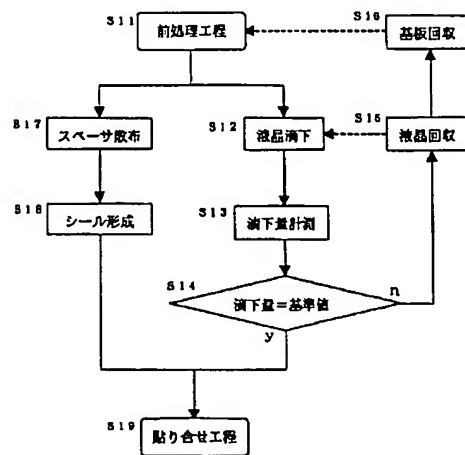 S11
前処理工程
S16
基板回収
S17
スペーサ散布
S12
液晶滴下
S15
液晶回収
S18
シール形成
S13
滴下量計測
S14
滴下量=基準値
n
y
S19
貼り合せ工程